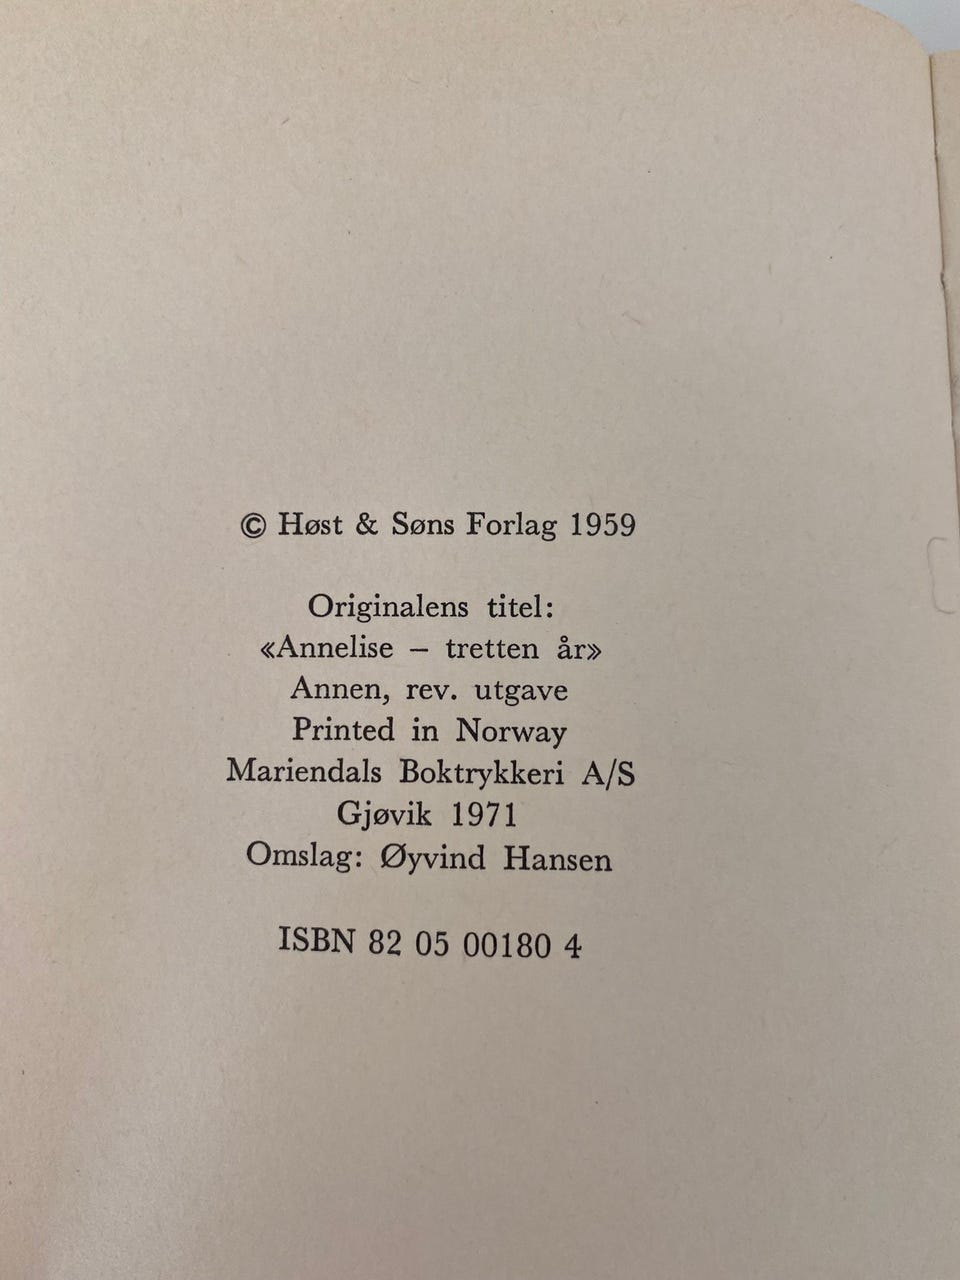 © Høst & Søns Forlag 1959
Originalens titel:
«Annelise – tretten år»
Annen, rev. utgave
Printed in Norway
Mariendals Boktrykkeri A/S
Gjøvik 1971
Omslag: Øyvind Hansen
ISBN 82 05 00180 4